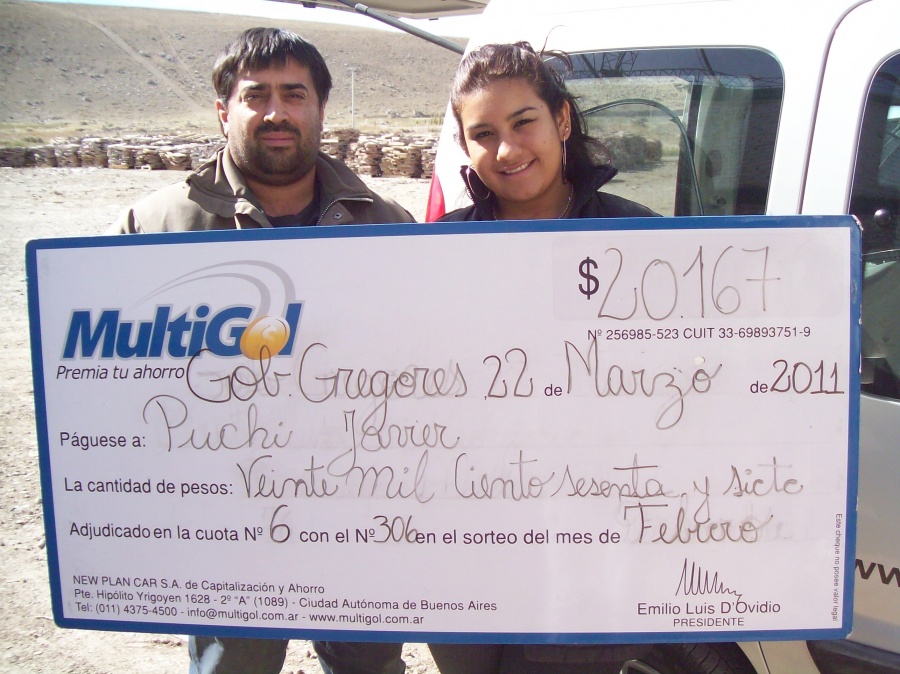 $20.167
MultiGol
Nº 256985-523 CUIT 33-69893751-9
Premia tu ahorro
Gob. Gregores 22 de Marzo de 2011
Páguese a: Puchi Javier
La cantidad de pesos: Veinte mil Ciento sesenta y siete
Adjudicado en la cuota Nº 6 con el Nº 306 en el sorteo del mes de Febrero
NEW PLAN CAR S.A. de Capitalización y Ahorro
Pte. Hipólito Yrigoyen 1628 - 2º "A" (1089) - Ciudad Autónoma de Buenos Aires
Tel: (011) 4375-4500 - info@multigol.com.ar - www.multigol.com.ar
Emilio Luis D'Ovidio
PRESIDENTE
Este cheque no posee valor legal